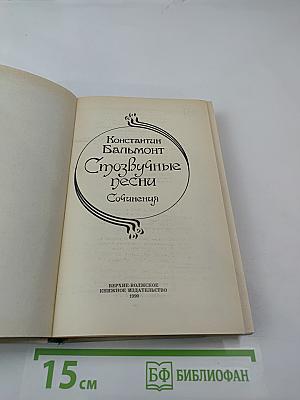 Константин
Бальмонт
Стозвучные
песни
Сочинения
ВЕРХНЕ-ВОЛЖСКОЕ
КНИЖНОЕ ИЗДАТЕЛЬСТВО
1990
15 см
БФ БИБЛИОФАН